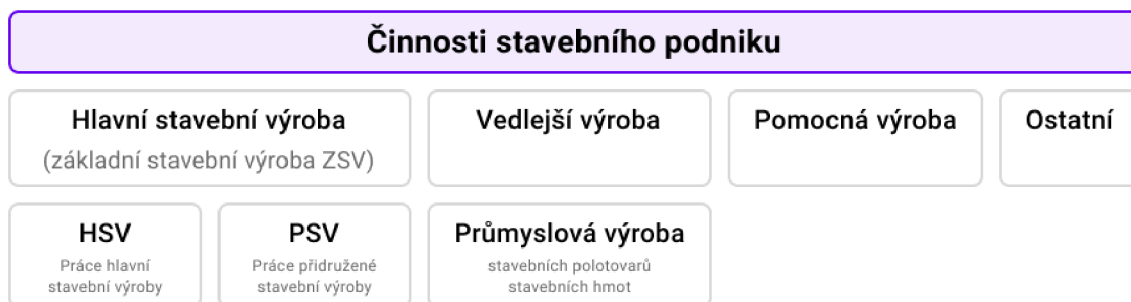 Činnosti stavebního podniku
Hlavní stavební výroba
(základní stavební výroba ZSV)
Vedlejší výroba
Pomocná výroba
Ostatní
HSV
Práce hlavní
stavební výroby
PSV
Práce přidružené
stavební výroby
Průmyslová výroba
stavebních polotovarů
stavebních hmot